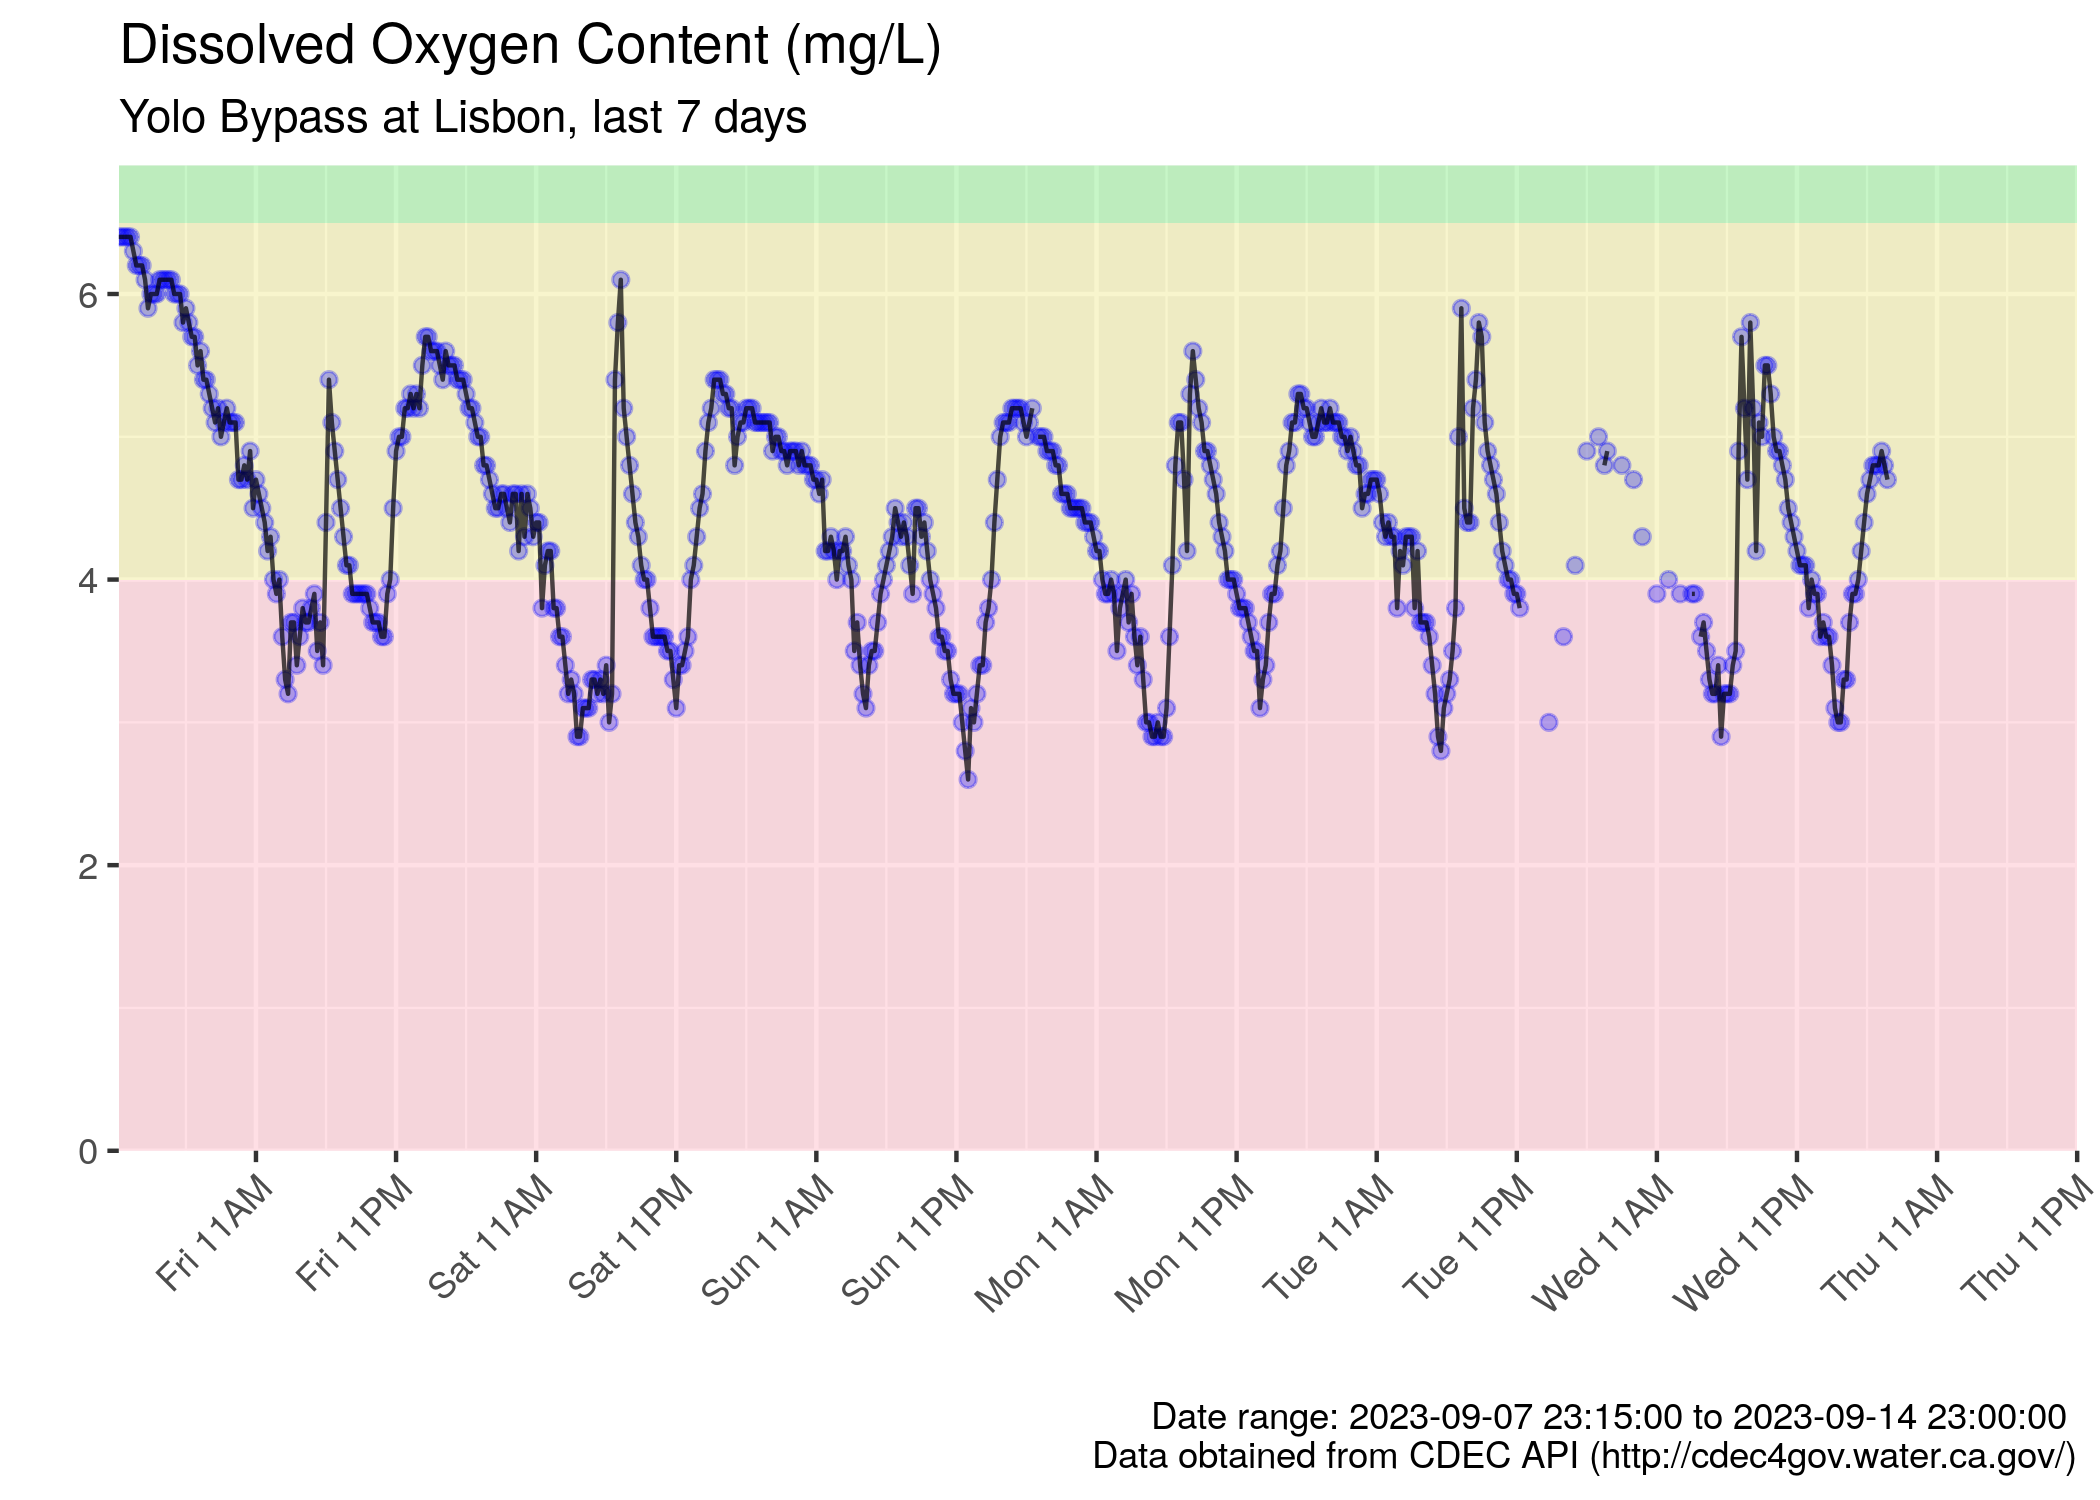 Dissolved Oxygen Content (mg/L)
Yolo Bypass at Lisbon, last 7 days
6
4
2
0
Fri 11AM
Fri 11PM
Sat 11AM
Sat 11PM
Sun 11AM
Sun 11PM
Mon 11AM
Mon 11PM
Tue 11AM
Tue 11PM
Wed 11AM
Wed 11PM
Thu 11AM
Thu 11PM
Date range: 2023-09-07 23:15:00 to 2023-09-14 23:00:00
Data obtained from CDEC API (http://cdec4gov.water.ca.gov/)